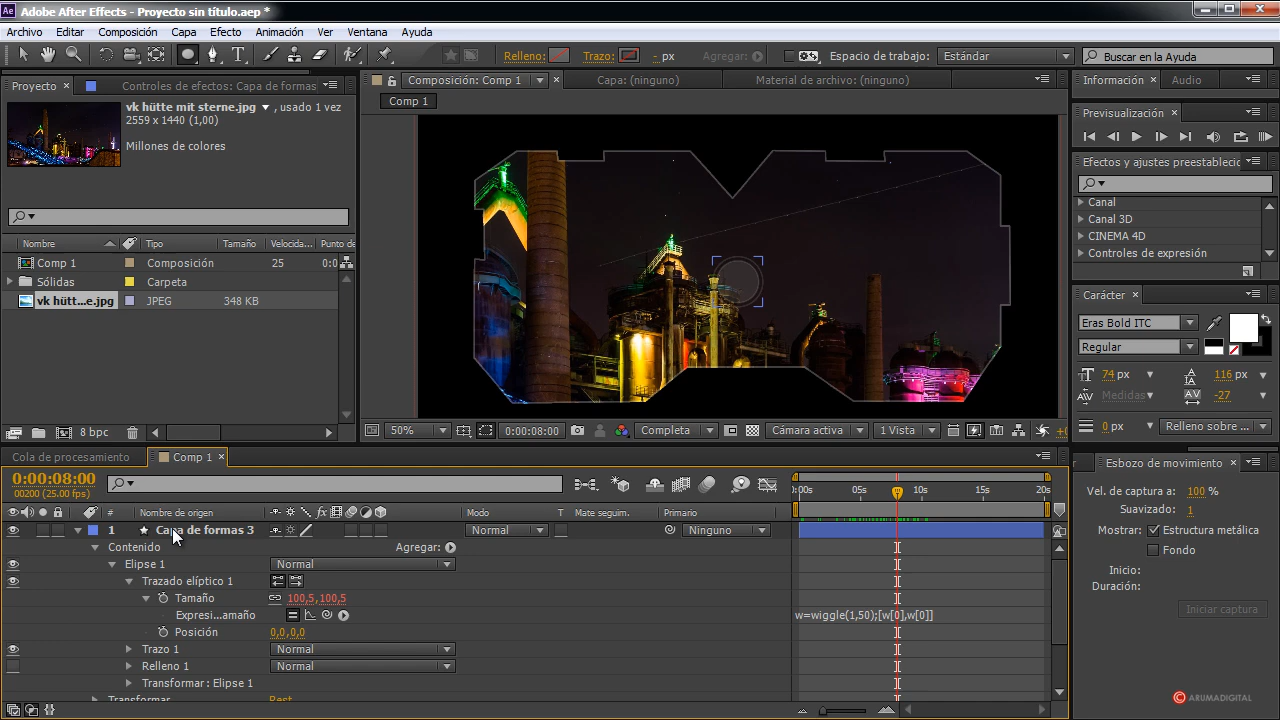 Ae Adobe After Effects - Proyecto sin título.aep *
Archivo Editar Composición Capa Efecto Animación Ver Ventana Ayuda
Relleno: Trazo: - px Agregar: Espacio de trabajo: Estándar Buscar en la Ayuda
Proyecto × Controles de efectos: Capa de formas
vk hütte mit sterne.jpg ▼ , usado 1 vez
2559 x 1440 (1,00)
Millones de colores
Nombre Tipo Tamaño Velocida... Punto de
Comp 1 Composición 25 0:0
Sólidas Carpeta
vk hütt...e.jpg JPEG 348 KB
8 bpc
Composición: Comp 1 Capa: (ninguno) Material de archivo: (ninguno)
Comp 1
50% 0:00:08:00 Completa Cámara activa 1 Vista +0
Información × Audio
Previsualización ×
Efectos y ajustes preestablecio
Canal
Canal 3D
CINEMA 4D
Controles de expresión
Carácter ×
Eras Bold ITC
Regular
74 px 116 px
Medidas -27
0 px Relleno sobre ...
Cola de procesamiento Comp 1 ×
0:00:08:00
00200 (25.00 fps)
# Nombre de origen Modo T Mate seguim. Primario
):00s 05s 10s 15s 20s
1 Capa de formas 3 Normal Ninguno
Contenido Agregar:
Elipse 1 Normal
Trazado elíptico 1
Tamaño 100,5,100,5
Expresi...amaño w=wiggle(1,50);[w[0],w[0]]
Posición 0,0,0,0
Trazo 1 Normal
Relleno 1 Normal
Transformar: Elipse 1
Transformar Rest
Esbozo de movimiento ×
Vel. de captura a: 100 %
Suavizado: 1
Mostrar: Estructura metálica
Fondo
Inicio:
Duración:
Iniciar captura
© ARUMADIGITAL